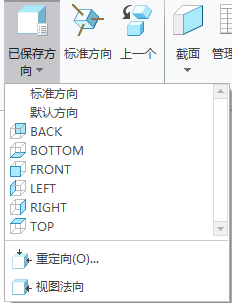 已保存方向
标准方向
上一个
截面
管理
标准方向
默认方向
BACK
BOTTOM
FRONT
LEFT
RIGHT
TOP
重定向(O)...
视图法向